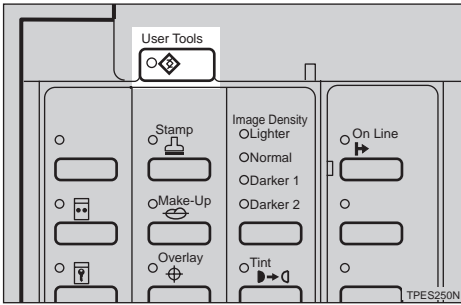 User Tools
Stamp
Image Density
Lighter
On Line
Normal
Darker 1
Make-Up
Darker 2
Overlay
Tint
TPES250N